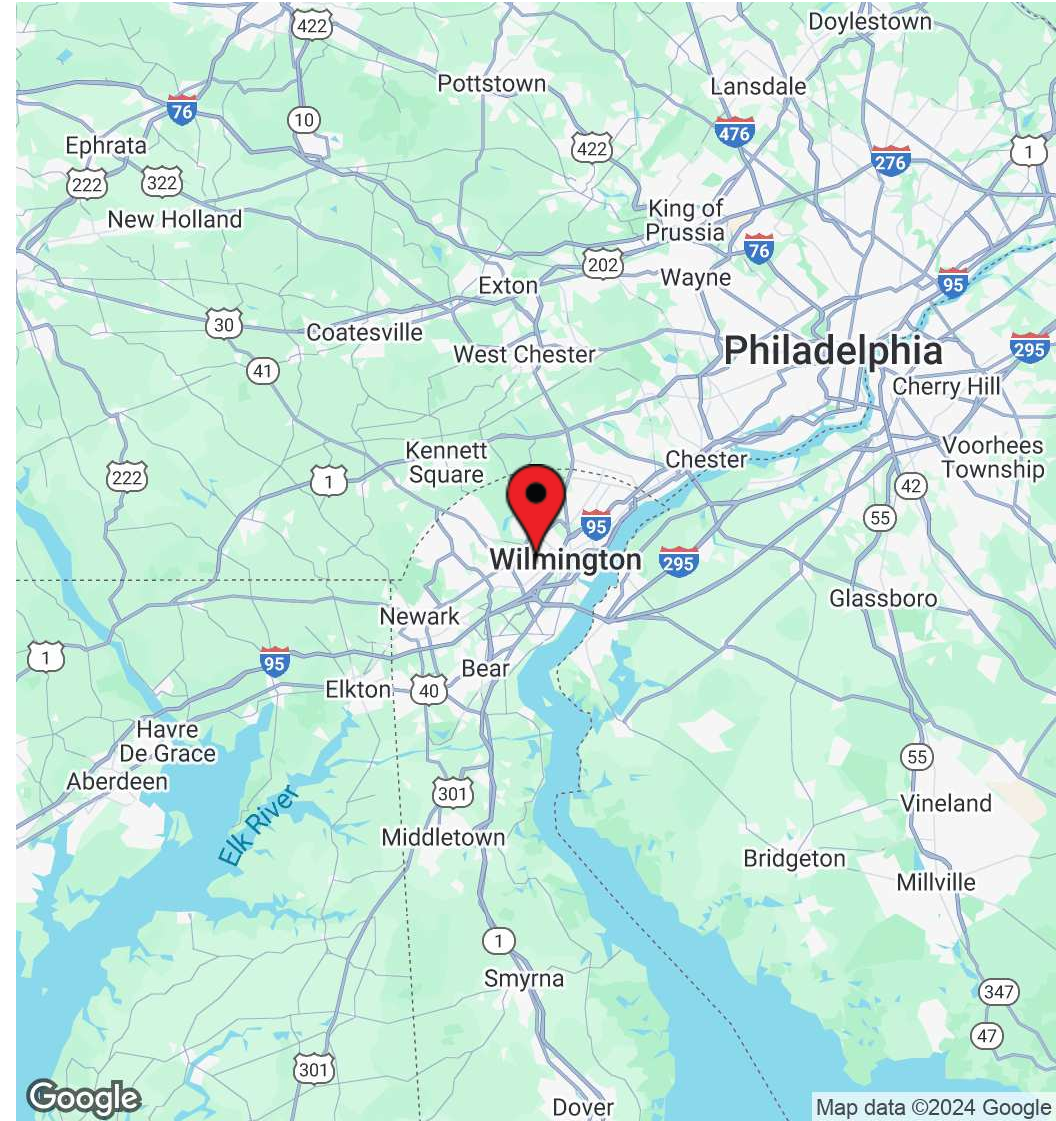 Doylestown
422
Pottstown
Lansdale
76
10
476
Ephrata
422
276
1
222
322
New Holland
King of
Prussia
76
202
Wayne
Exton
95
30
Coatesville
West Chester
Philadelphia
295
41
Cherry Hill
Kennett
Square
Chester
Voorhees
Township
222
1
42
55
95
Wilmington
295
Newark
Glassboro
1
95
Bear
Elkton
40
Havre
De Grace
Aberdeen
55
301
Elk River
Vineland
Middletown
Bridgeton
Millville
1
Smyrna
347
47
301
Google
Dover
Map data ©2024 Google